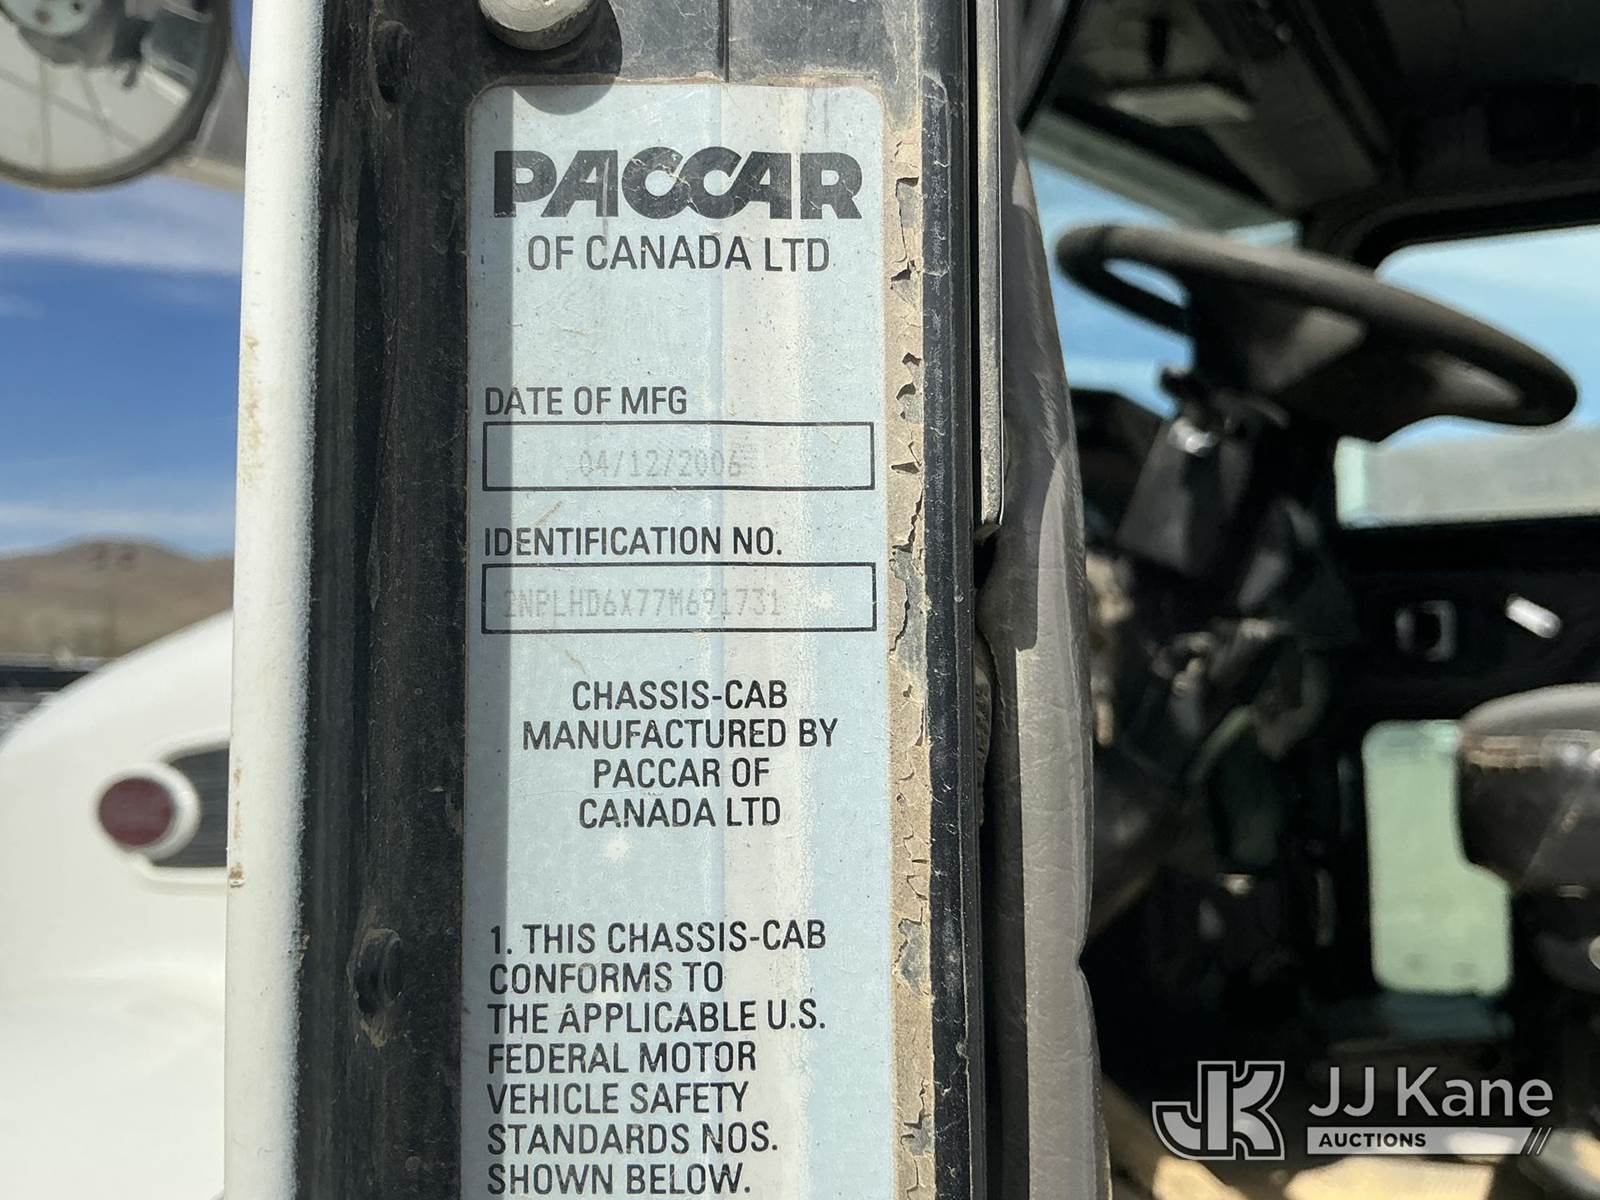 PACCAR
OF CANADA LTD
DATE OF MFG
04/12/2006
IDENTIFICATION NO.
2NPLHD6X77M691731
CHASSIS-CAB
MANUFACTURED BY
PACCAR OF
CANADA LTD
1. THIS CHASSIS-CAB
CONFORMS TO
THE APPLICABLE U.S.
FEDERAL MOTOR
VEHICLE SAFETY
STANDARDS NOS.
SHOWN BELOW.
JK JJ Kane
AUCTIONS